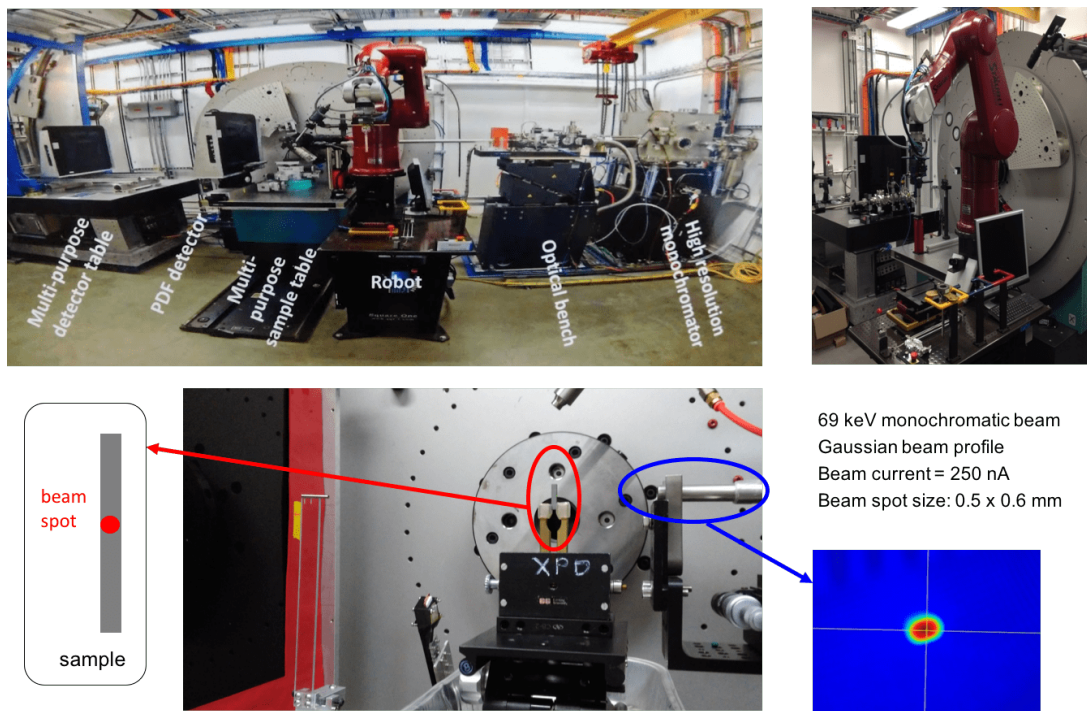 Multi-purpose
detector table
PDF detector
Multi-
purpose
sample table
Robot
Square One
Optical bench
High resolution
monochromator
beam
spot
sample
XPD
69 keV monochromatic beam
Gaussian beam profile
Beam current = 250 nA
Beam spot size: 0.5 x 0.6 mm